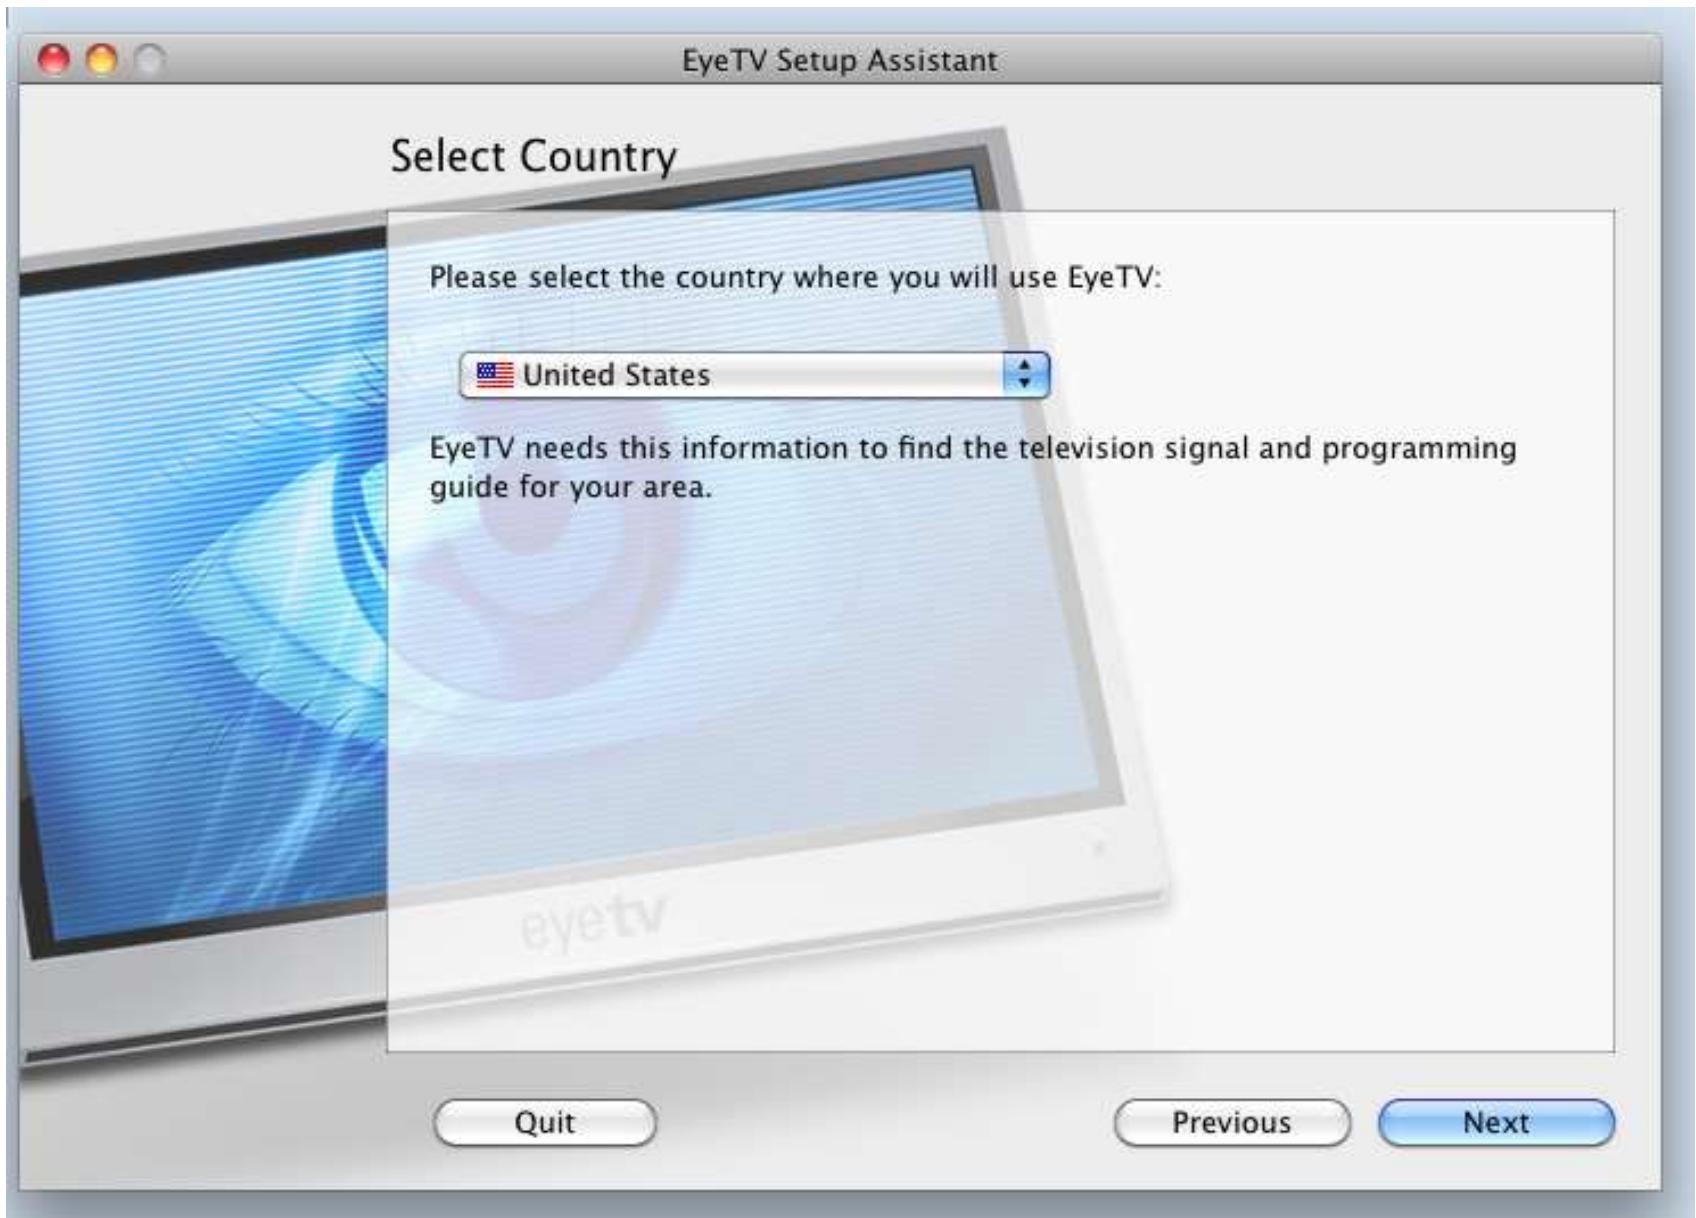 EyeTV Setup Assistant
Select Country
Please select the country where you will use EyeTV:
United States
EyeTV needs this information to find the television signal and programming
guide for your area.
eyetv
Quit
Previous
Next